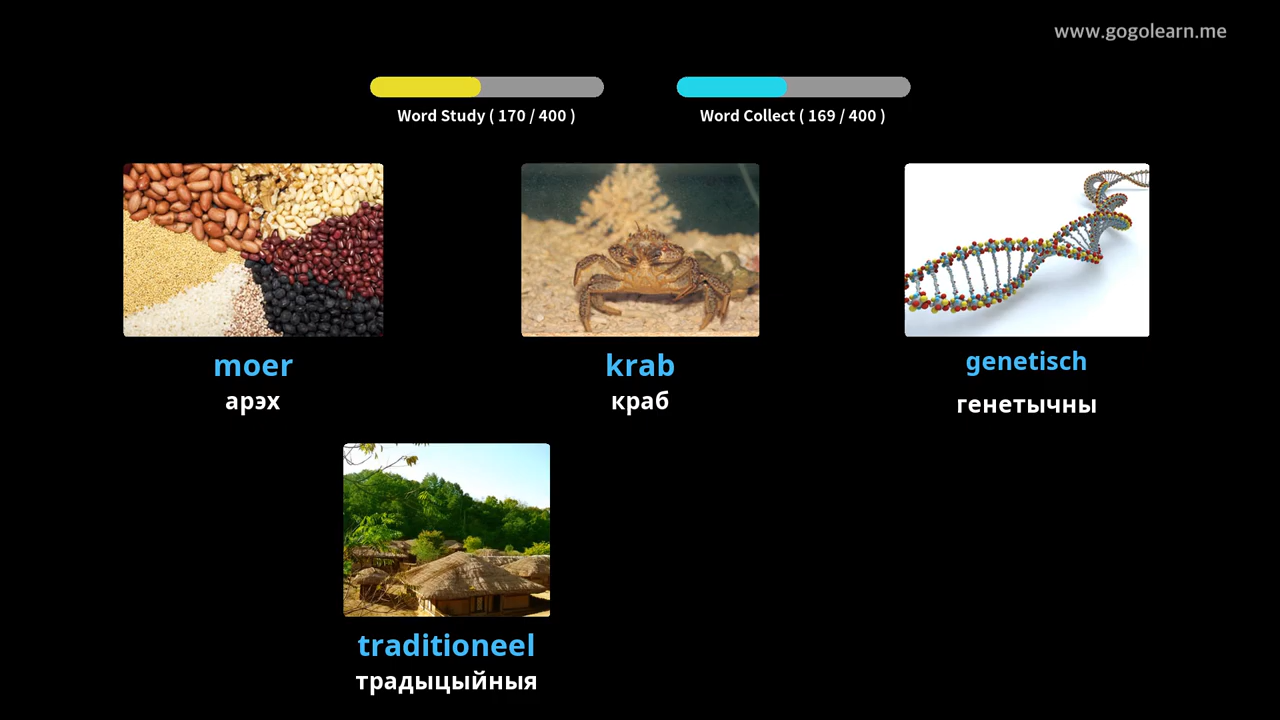 www.gogolearn.me
Word Study ( 170 / 400 )
Word Collect ( 169 / 400 )
moer
арэх
krab
краб
genetisch
генетычны
traditioneel
традыцыйныя